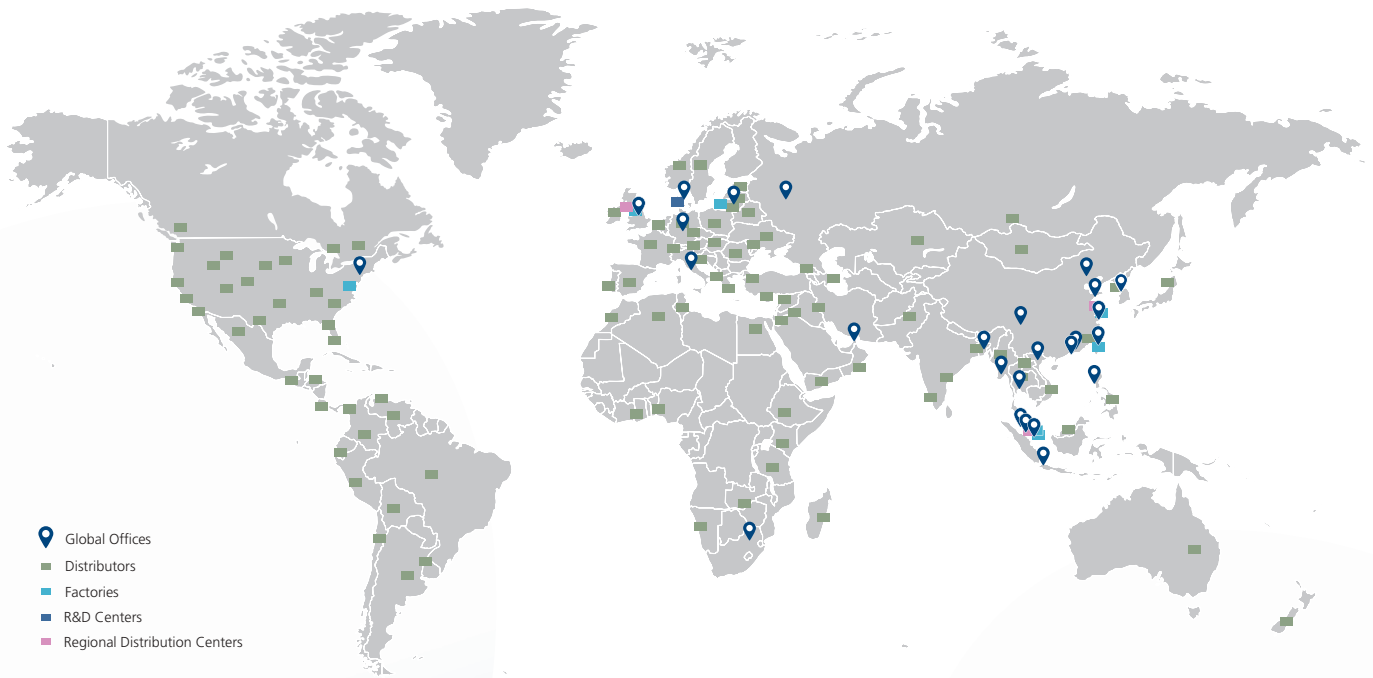 Global Offices
Distributors
Factories
R&D Centers
Regional Distribution Centers